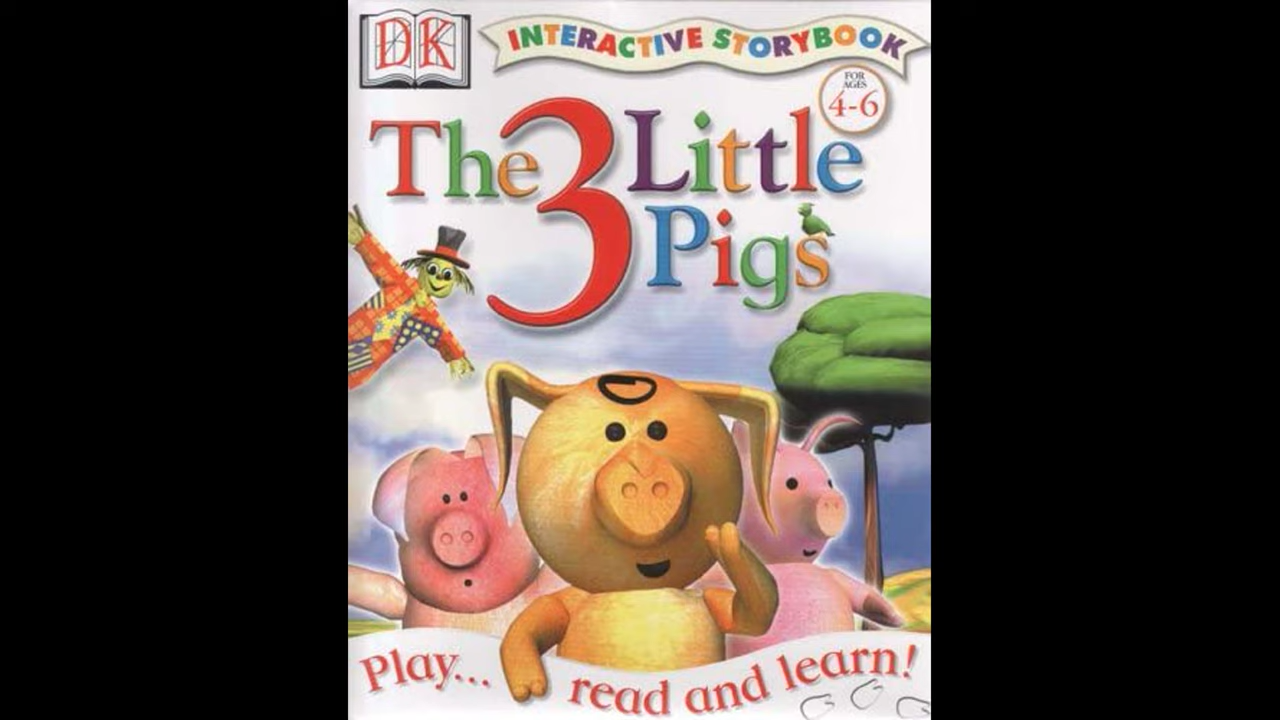 DK
INTERACTIVE STORYBOOK
FOR
AGES
4-6
The 3 Little
Pigs
Play... read and learn!